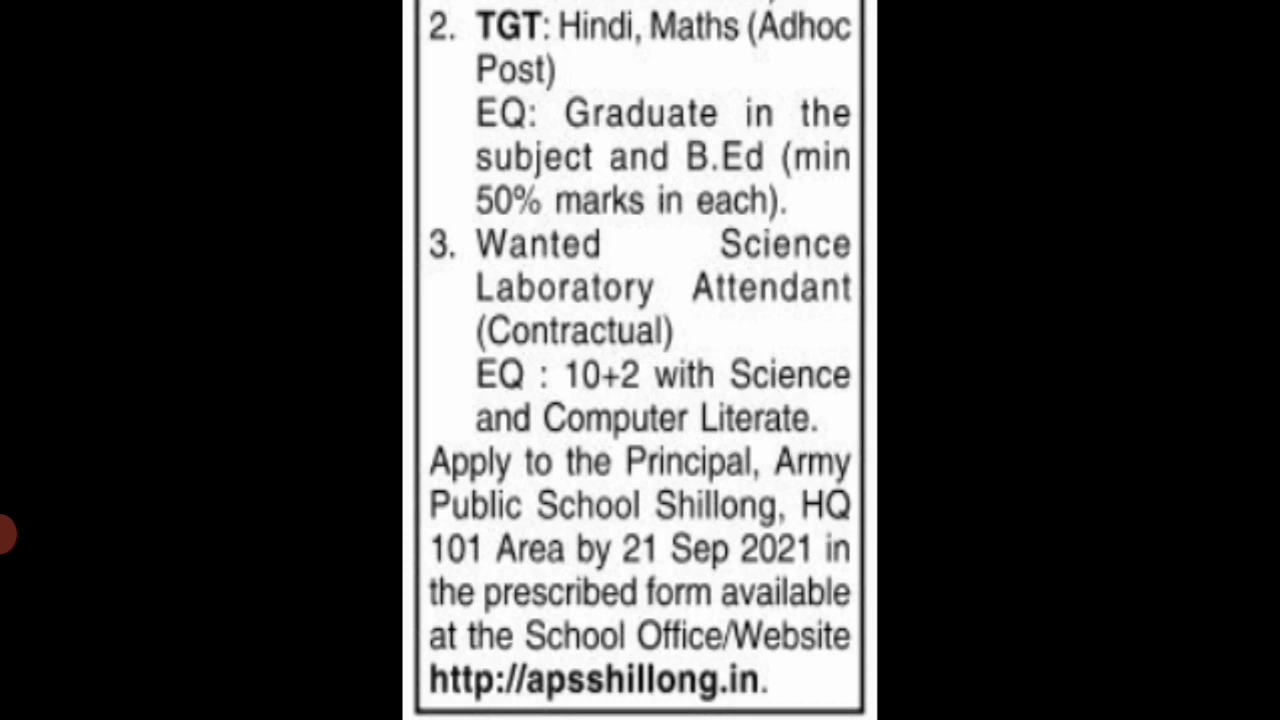 2. TGT: Hindi, Maths (Adhoc
Post)
EQ: Graduate in the
subject and B.Ed (min
50% marks in each).
3. Wanted Science
Laboratory Attendant
(Contractual)
EQ : 10+2 with Science
and Computer Literate.
Apply to the Principal, Army
Public School Shillong, HQ
101 Area by 21 Sep 2021 in
the prescribed form available
at the School Office/Website
http://apsshillong.in.